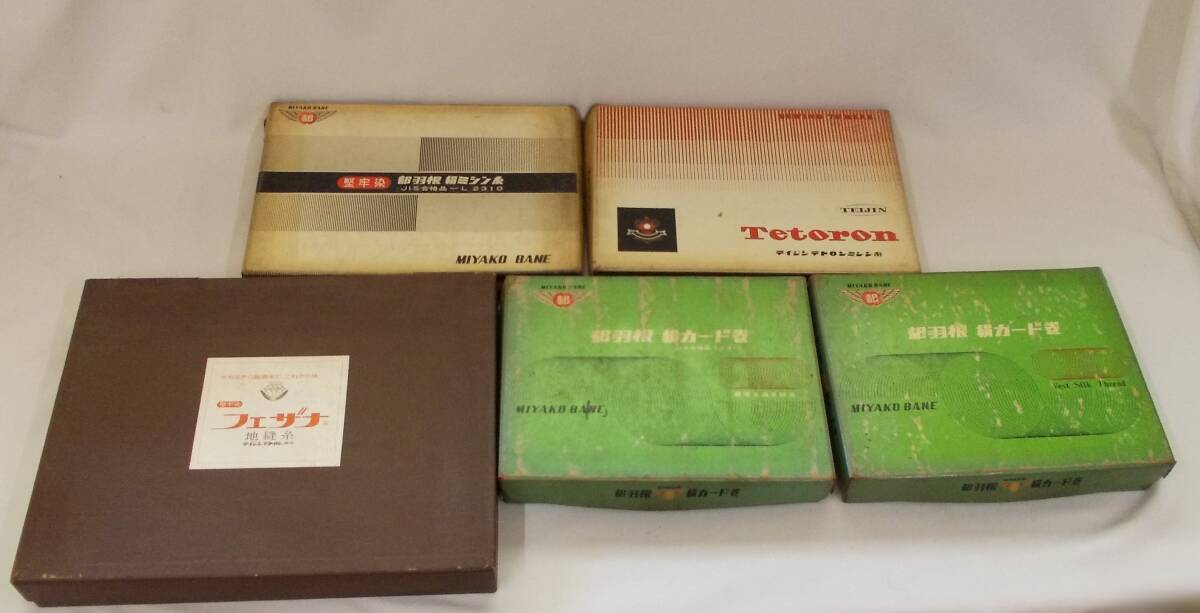 MIYAKO BANE
都
堅牢染
都羽根 絹ミシン糸
JIS合格品 L 2310
MIYAKO BANE
TEIJIN
Tetoron
テイジンテトロンミシン糸
堅牢染
フェザナ
地縫糸
MIYAKO BANE
都
都羽根 絹カード巻
MIYAKO BANE
都羽根 絹カード巻
MIYAKO BANE
都
都羽根 絹カード巻
Vest Silk Thread
MIYAKO BANE
都羽根 絹カード巻